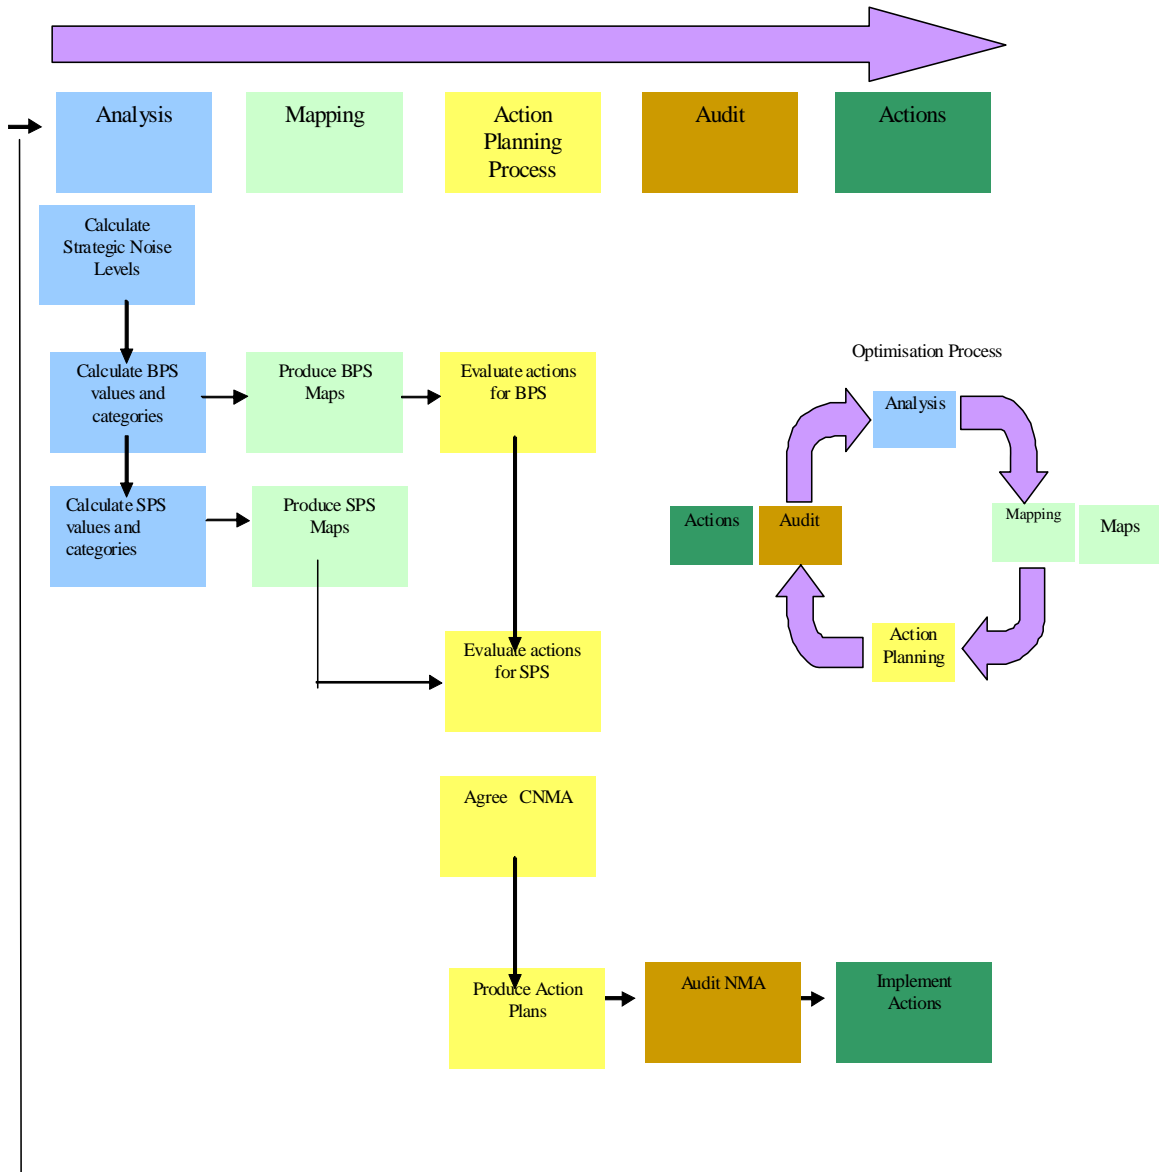 Analysis
Mapping
Action
Planning
Process
Audit
Actions
Calculate
Strategic Noise
Levels
Calculate BPS
values and
categories
Produce BPS
Maps
Evaluate actions
for BPS
Calculate SPS
values and
categories
Produce SPS
Maps
Evaluate actions
for SPS
Agree CNMA
Produce Action
Plans
Audit NMA
Implement
Actions
Optimisation Process
Analysis
Actions
Audit
Mapping
Maps
Action
Planning